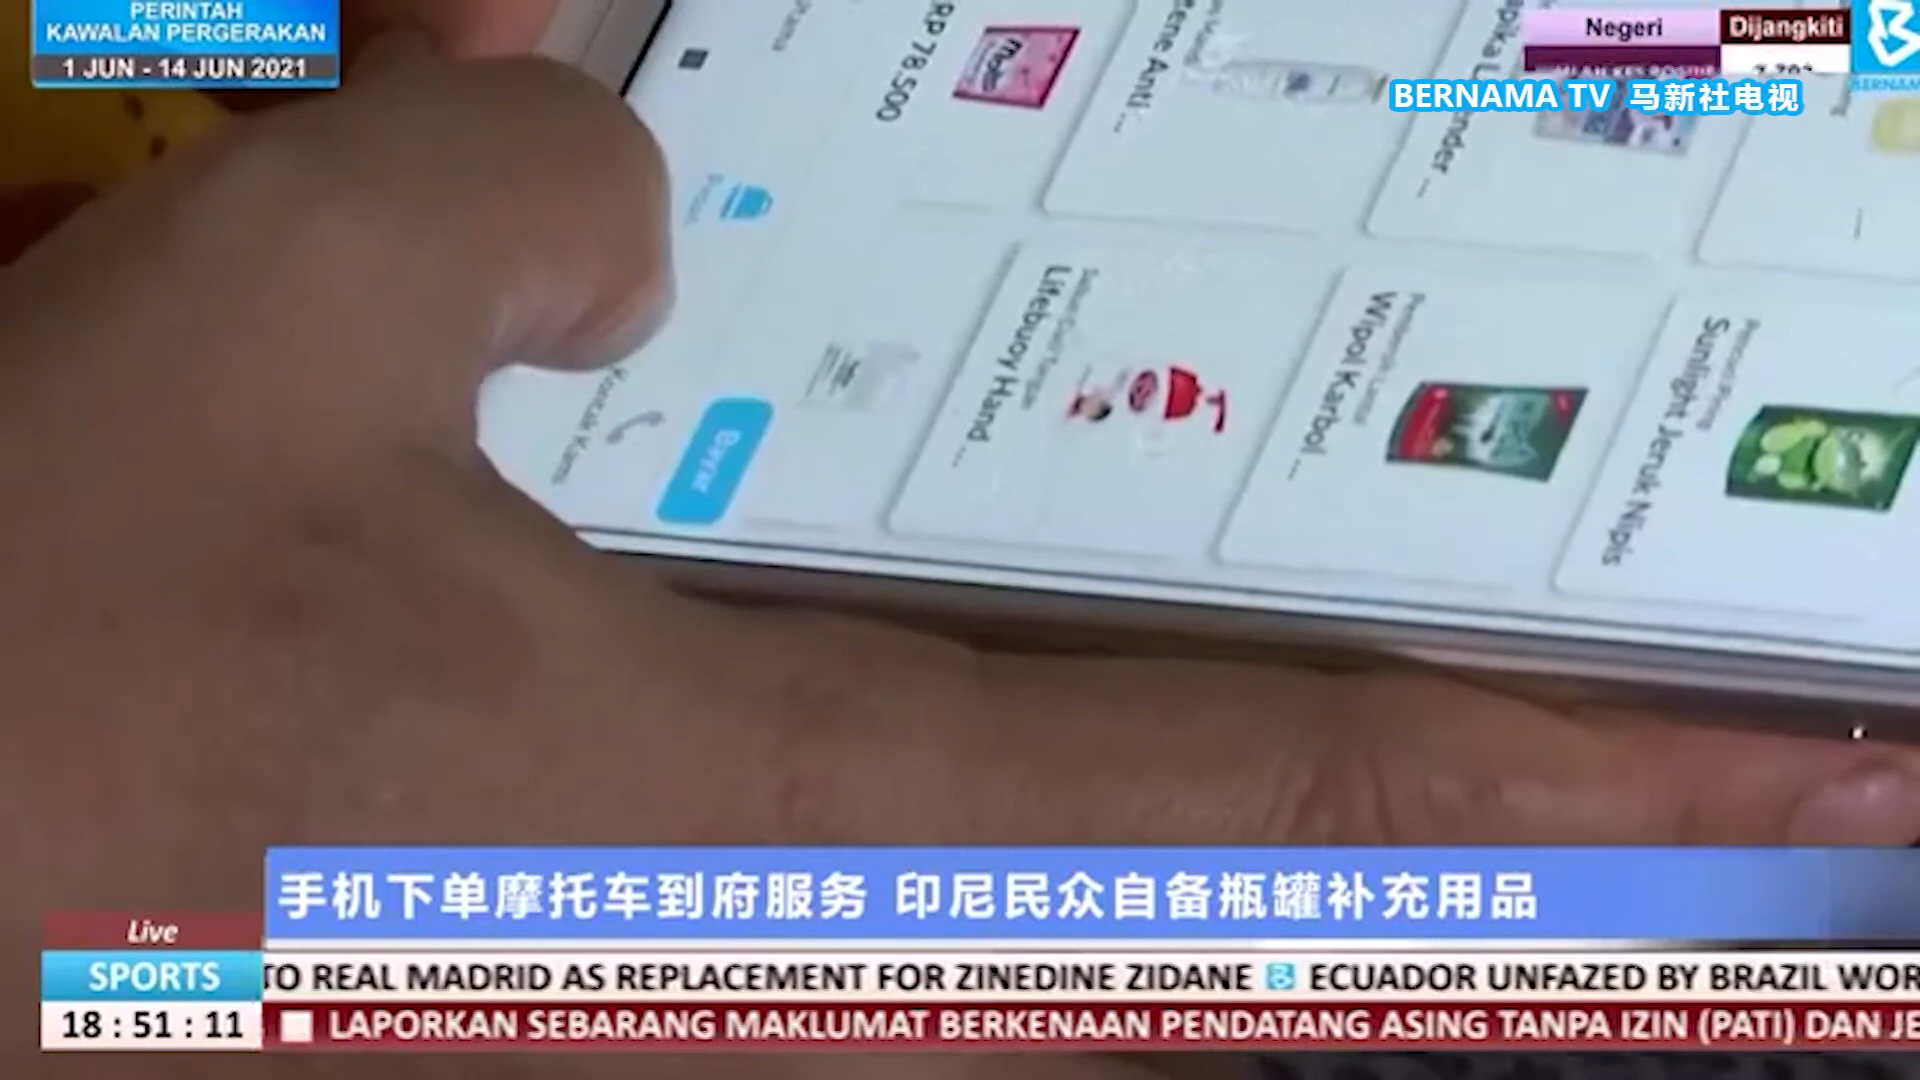 PERINTAH
KAWALAN PERGERAKAN
1 JUN - 14 JUN 2021
Negeri
Dijangkiti
BERNAMA
BERNAMA TV 马新社电视
RP 78.500
Lifebuoy Hand ...
Wipol Karbol ...
Sunlight Jeruk Nipis
Kontak Kami
Bayar
手机下单摩托车到府服务 印尼民众自备瓶罐补充用品
Live
SPORTS
TO REAL MADRID AS REPLACEMENT FOR ZINEDINE ZIDANE
ECUADOR UNFAZED BY BRAZIL WOR
18 : 51 : 11
LAPORKAN SEBARANG MAKLUMAT BERKENAAN PENDATANG ASING TANPA IZIN (PATI) DAN JE